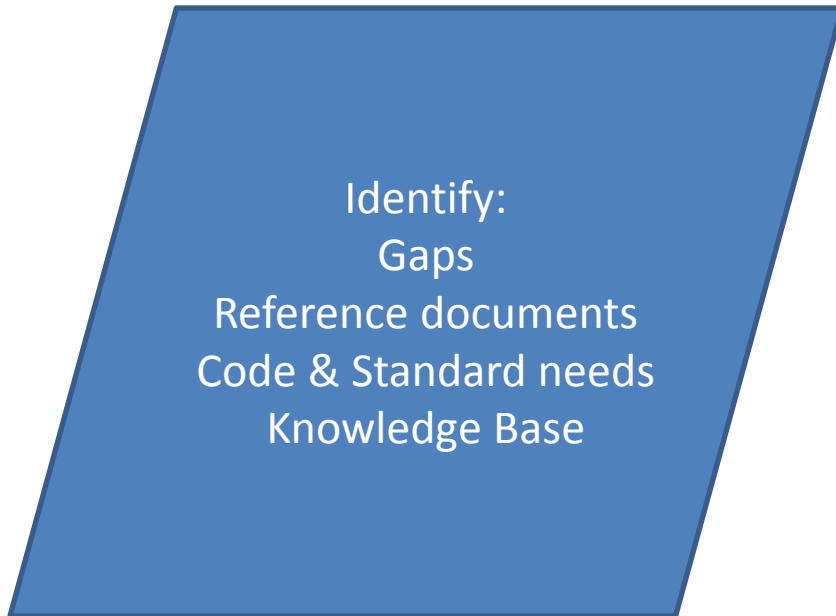 Identify:
Gaps
Reference documents
Code & Standard needs
Knowledge Base